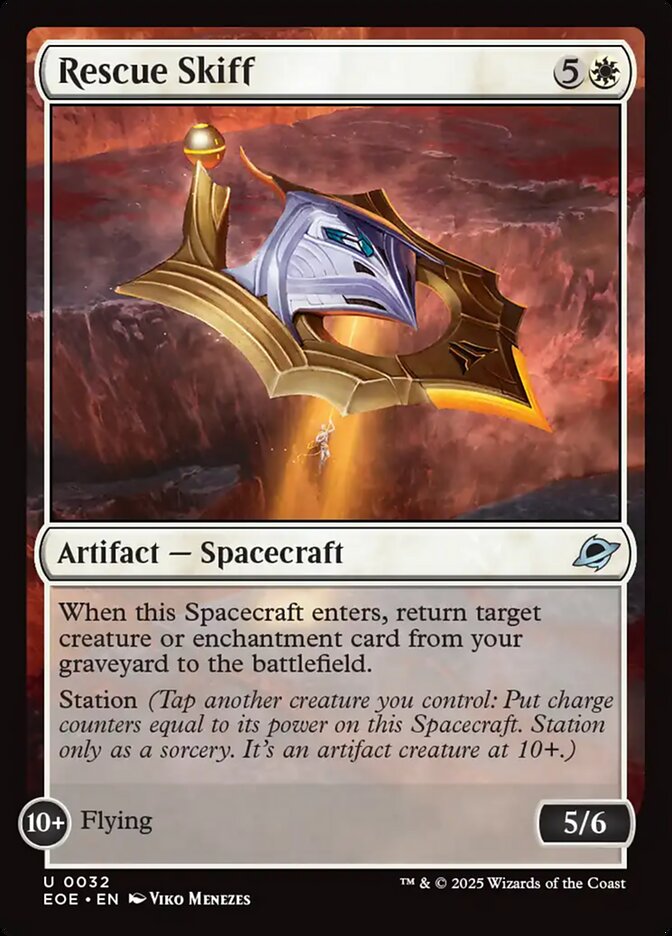 Rescue Skiff 5
Artifact — Spacecraft
When this Spacecraft enters, return target
creature or enchantment card from your
graveyard to the battlefield.
Station (Tap another creature you control: Put charge
counters equal to its power on this Spacecraft. Station
only as a sorcery. It's an artifact creature at 10+.)
10+ Flying
5/6
U 0032
EOE • EN Viko Menezes
™ & © 2025 Wizards of the Coast